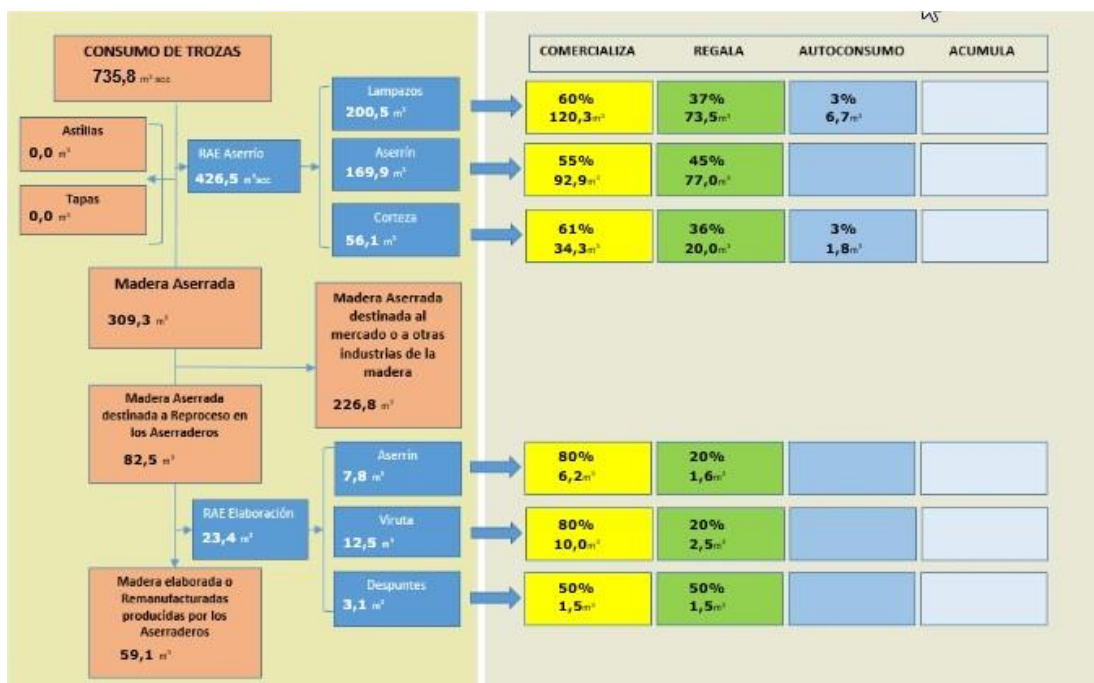 CONSUMO DE TROZAS
735,8 m³ scc
Astillas
0,0 m³
Tapas
0,0 m³
RAE Aserrío
426,5 m³scc
Lampazos
200,5 m³
Aserrín
169,9 m³
Corteza
56,1 m³
Madera Aserrada
309,3 m³
Madera Aserrada
destinada al
mercado o a otras
industrias de la
madera
226,8 m³
Madera Aserrada
destinada a Reproceso en
los Aserraderos
82,5 m³
RAE Elaboración
23,4 m³
Aserrín
7,8 m³
Viruta
12,5 m³
Despuntes
3,1 m³
Madera elaborada o
Remanufacturadas
producidas por los
Aserraderos
59,1 m³
COMERCIALIZA REGALA AUTOCONSUMO ACUMULA
60% 37% 3%
120,3m³ 73,5m³ 6,7m³
55% 45%
92,9m³ 77,0m³
61% 36% 3%
34,3m³ 20,0m³ 1,8m³
80% 20%
6,2m³ 1,6m³
80% 20%
10,0m³ 2,5m³
50% 50%
1,5m³ 1,5m³